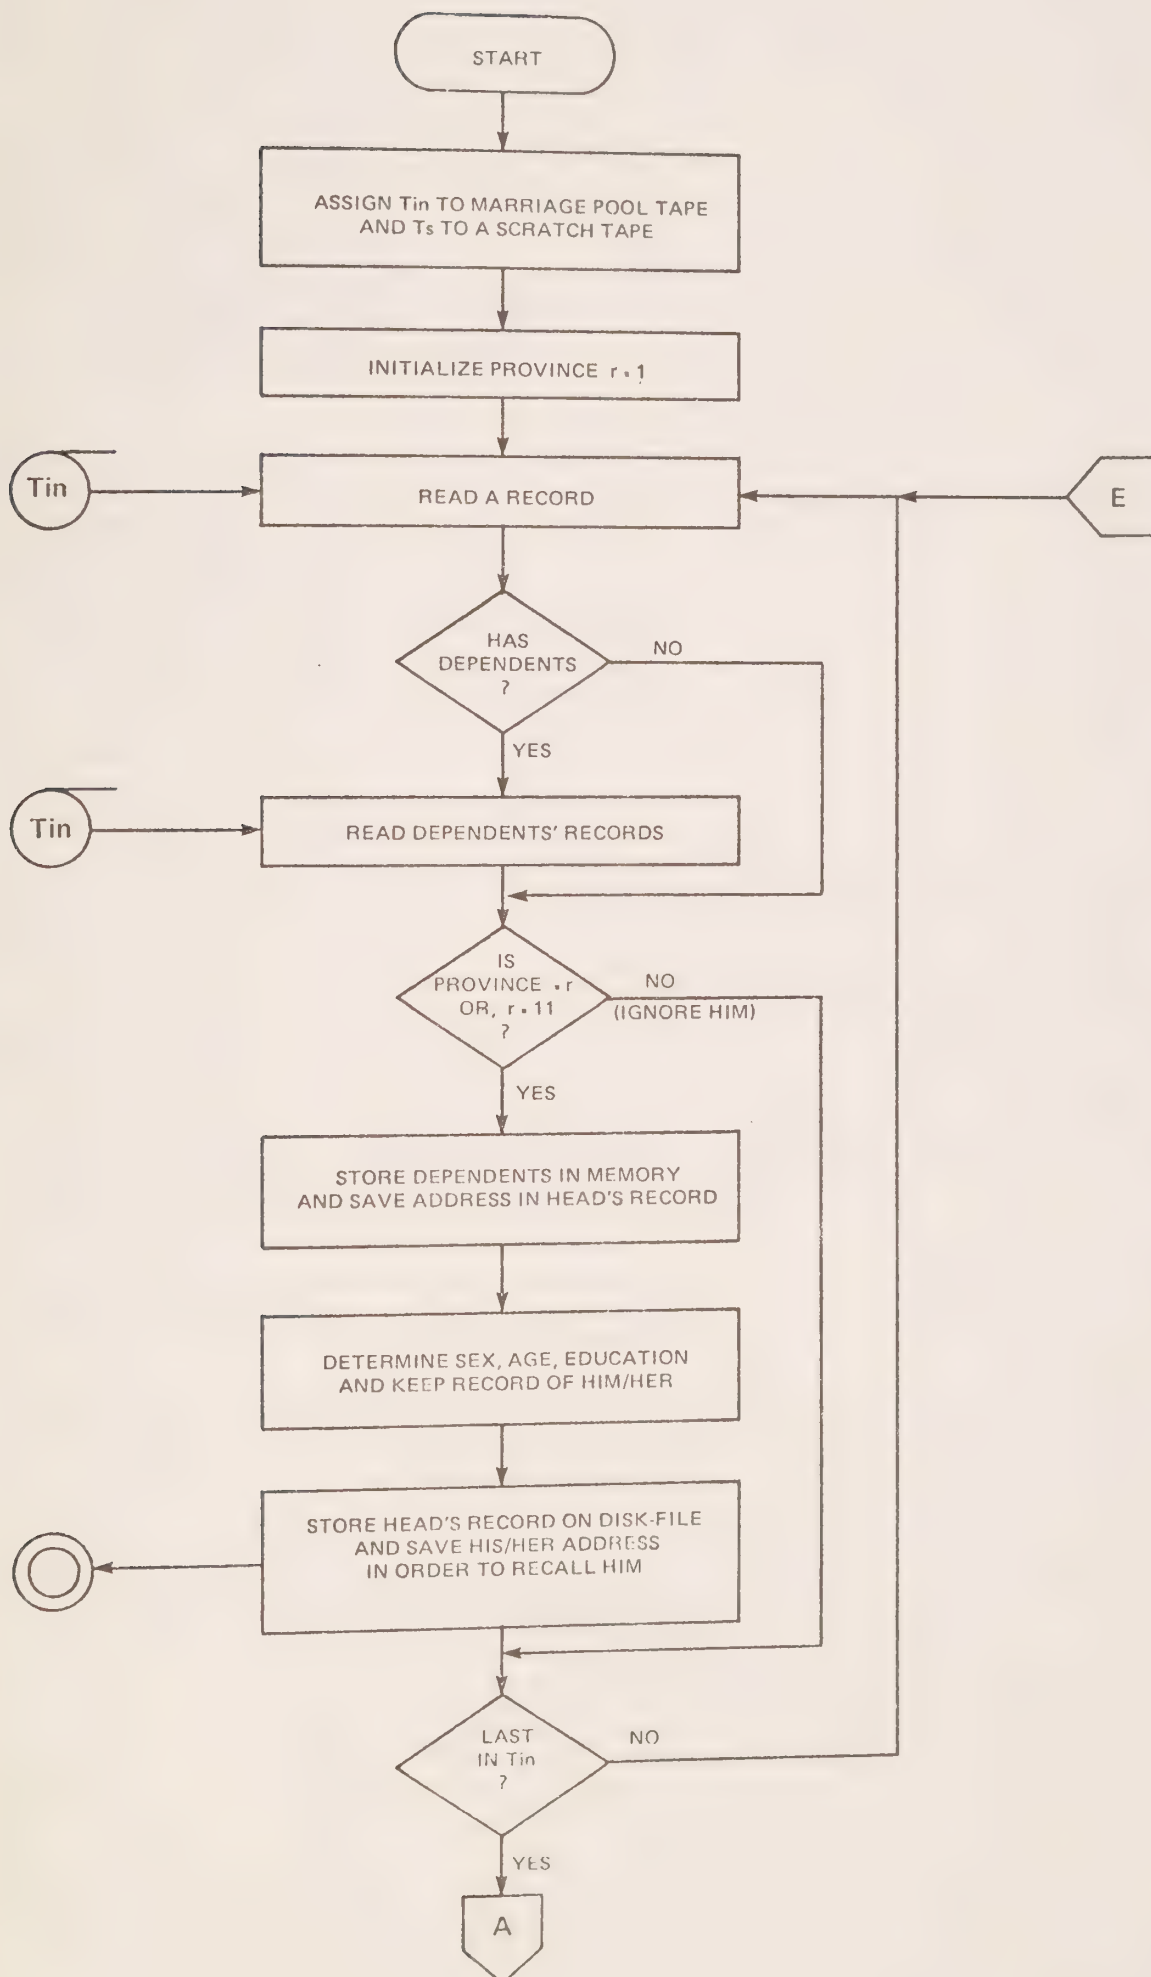 START
ASSIGN Tin TO MARRIAGE POOL TAPE
AND Ts TO A SCRATCH TAPE
INITIALIZE PROVINCE r = 1
Tin
READ A RECORD
E
HAS
DEPENDENTS
?
NO
YES
Tin
READ DEPENDENTS' RECORDS
IS
PROVINCE = r
OR, r = 11
?
NO
(IGNORE HIM)
YES
STORE DEPENDENTS IN MEMORY
AND SAVE ADDRESS IN HEAD'S RECORD
DETERMINE SEX, AGE, EDUCATION
AND KEEP RECORD OF HIM/HER
STORE HEAD'S RECORD ON DISK-FILE
AND SAVE HIS/HER ADDRESS
IN ORDER TO RECALL HIM
LAST
IN Tin
?
NO
YES
A